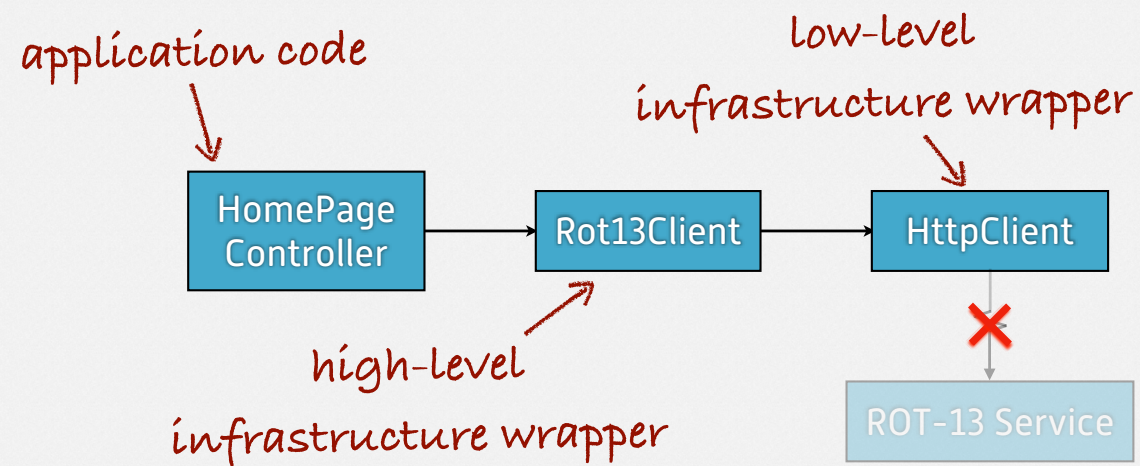 application code
low-level
infrastructure wrapper
HomePage
Controller
Rot13Client
HttpClient
high-level
infrastructure wrapper
ROT-13 Service